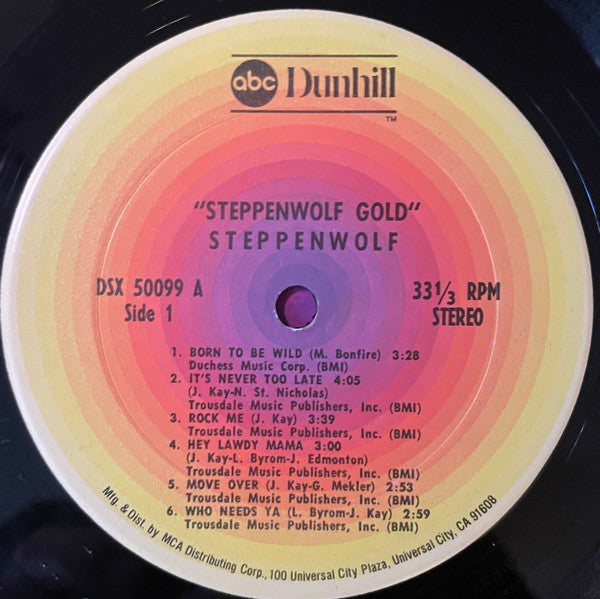 abc Dunhill
TM
"STEPPENWOLF GOLD"
STEPPENWOLF
DSX 50099 A
Side 1
33 1/3 RPM
STEREO
1. BORN TO BE WILD (M. Bonfire) 3:28
Duchess Music Corp. (BMI)
2. IT'S NEVER TOO LATE 4:05
(J. Kay-N. St. Nicholas)
Trousdale Music Publishers, Inc. (BMI)
3. ROCK ME (J. Kay) 3:39
Trousdale Music Publishers, Inc. (BMI)
4. HEY LAWDY MAMA 3:00
(J. Kay-L. Byrom-J. Edmonton)
Trousdale Music Publishers, Inc. (BMI)
5. MOVE OVER (J. Kay-G. Mekler) 2:53
Trousdale Music Publishers, Inc. (BMI)
6. WHO NEEDS YA (L. Byrom-J. Kay) 2:59
Trousdale Music Publishers, Inc. (BMI)
Mfg. & Dist. by MCA Distributing Corp., 100 Universal City Plaza, Universal City, CA 91608